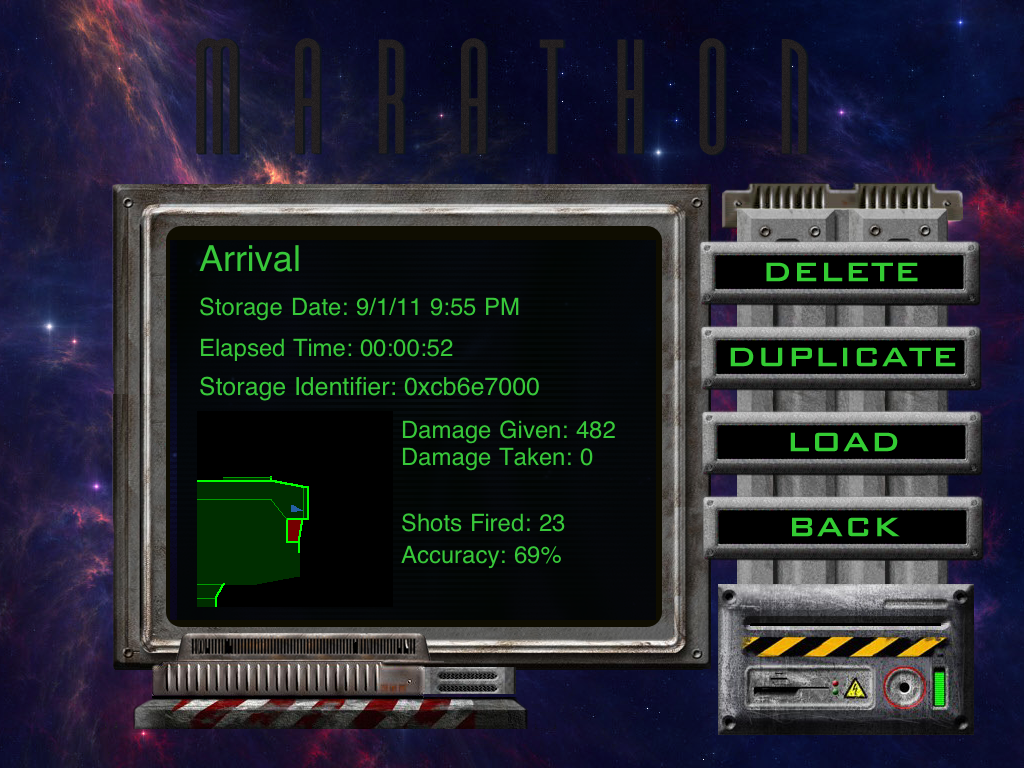 MARATHON
Arrival
Storage Date: 9/1/11 9:55 PM
Elapsed Time: 00:00:52
Storage Identifier: 0xcb6e7000
Damage Given: 482
Damage Taken: 0
Shots Fired: 23
Accuracy: 69%
DELETE
DUPLICATE
LOAD
BACK